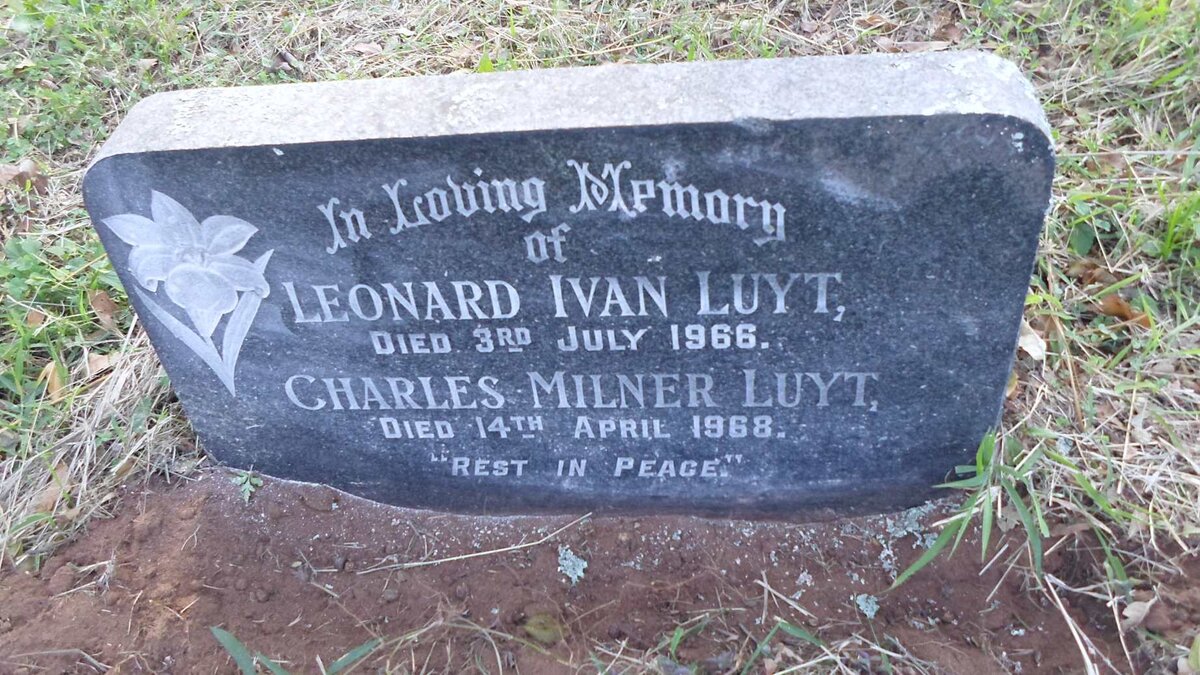 In Loving Memory
of
LEONARD IVAN LUYT,
DIED 3RD JULY 1966.
CHARLES MILNER LUYT,
DIED 14TH APRIL 1968.
"REST IN PEACE."